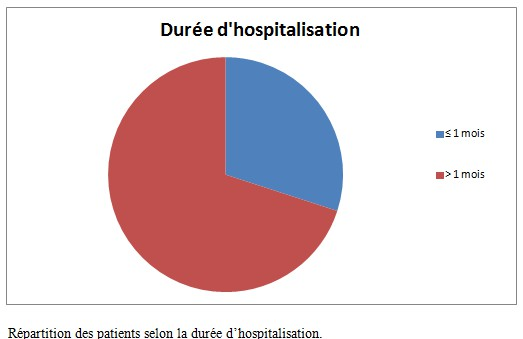 Durée d'hospitalisation
≤ 1 mois
> 1 mois
Répartition des patients selon la durée d’hospitalisation.